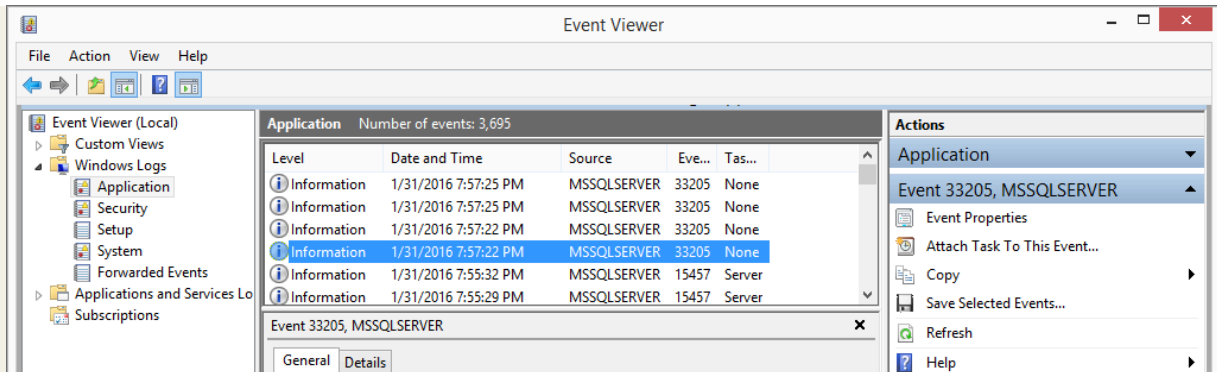 Event Viewer
File Action View Help
Event Viewer (Local)
Custom Views
Windows Logs
Application
Security
Setup
System
Forwarded Events
Applications and Services Lo
Subscriptions
Application Number of events: 3,695
Level Date and Time Source Eve... Tas...
Information 1/31/2016 7:57:25 PM MSSQLSERVER 33205 None
Information 1/31/2016 7:57:25 PM MSSQLSERVER 33205 None
Information 1/31/2016 7:57:22 PM MSSQLSERVER 33205 None
Information 1/31/2016 7:57:22 PM MSSQLSERVER 33205 None
Information 1/31/2016 7:55:32 PM MSSQLSERVER 15457 Server
Information 1/31/2016 7:55:29 PM MSSQLSERVER 15457 Server
Event 33205, MSSQLSERVER
General Details
Actions
Application
Event 33205, MSSQLSERVER
Event Properties
Attach Task To This Event...
Copy
Save Selected Events...
Refresh
Help